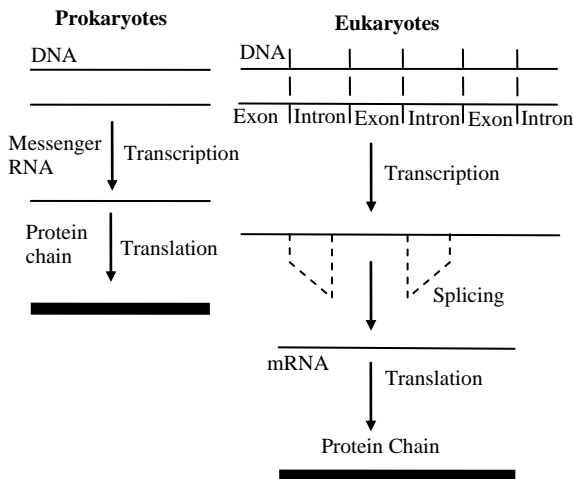 Prokaryotes
DNA
Messenger
RNA
Transcription
Protein
chain
Translation
Eukaryotes
DNA
Exon Intron Exon Intron Exon Intron
Transcription
Splicing
mRNA
Translation
Protein Chain